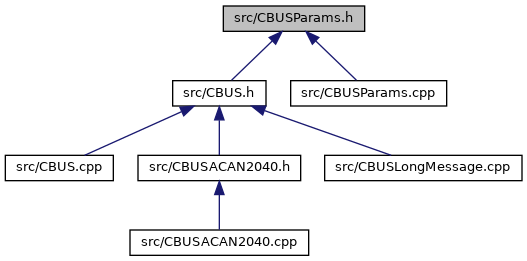 src/CBUSParams.h
src/CBUS.h
src/CBUSParams.cpp
src/CBUS.cpp
src/CBUSACAN2040.h
src/CBUSLongMessage.cpp
src/CBUSACAN2040.cpp